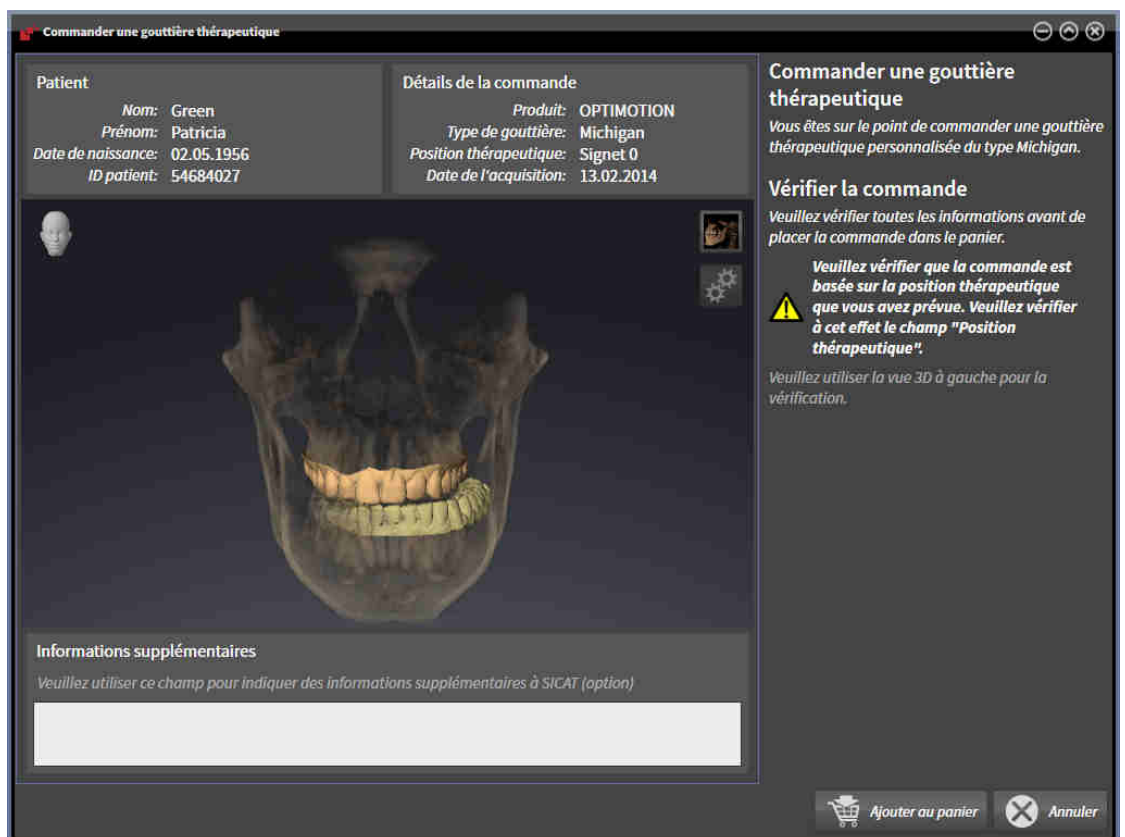 Commander une gouttière thérapeutique
Patient
Nom: Green
Prénom: Patricia
Date de naissance: 02.05.1956
ID patient: 54684027
Détails de la commande
Produit: OPTIMOTION
Type de gouttière: Michigan
Position thérapeutique: Signet 0
Date de l'acquisition: 13.02.2014
Informations supplémentaires
Veuillez utiliser ce champ pour indiquer des informations supplémentaires à SICAT (option)
Commander une gouttière
thérapeutique
Vous êtes sur le point de commander une gouttière
thérapeutique personnalisée du type Michigan.
Vérifier la commande
Veuillez vérifier toutes les informations avant de
placer la commande dans le panier.
Veuillez vérifier que la commande est
basée sur la position thérapeutique
que vous avez prévue. Veuillez vérifier
à cet effet le champ "Position
thérapeutique".
Veuillez utiliser la vue 3D à gauche pour la
vérification.
Ajouter au panier
Annuler